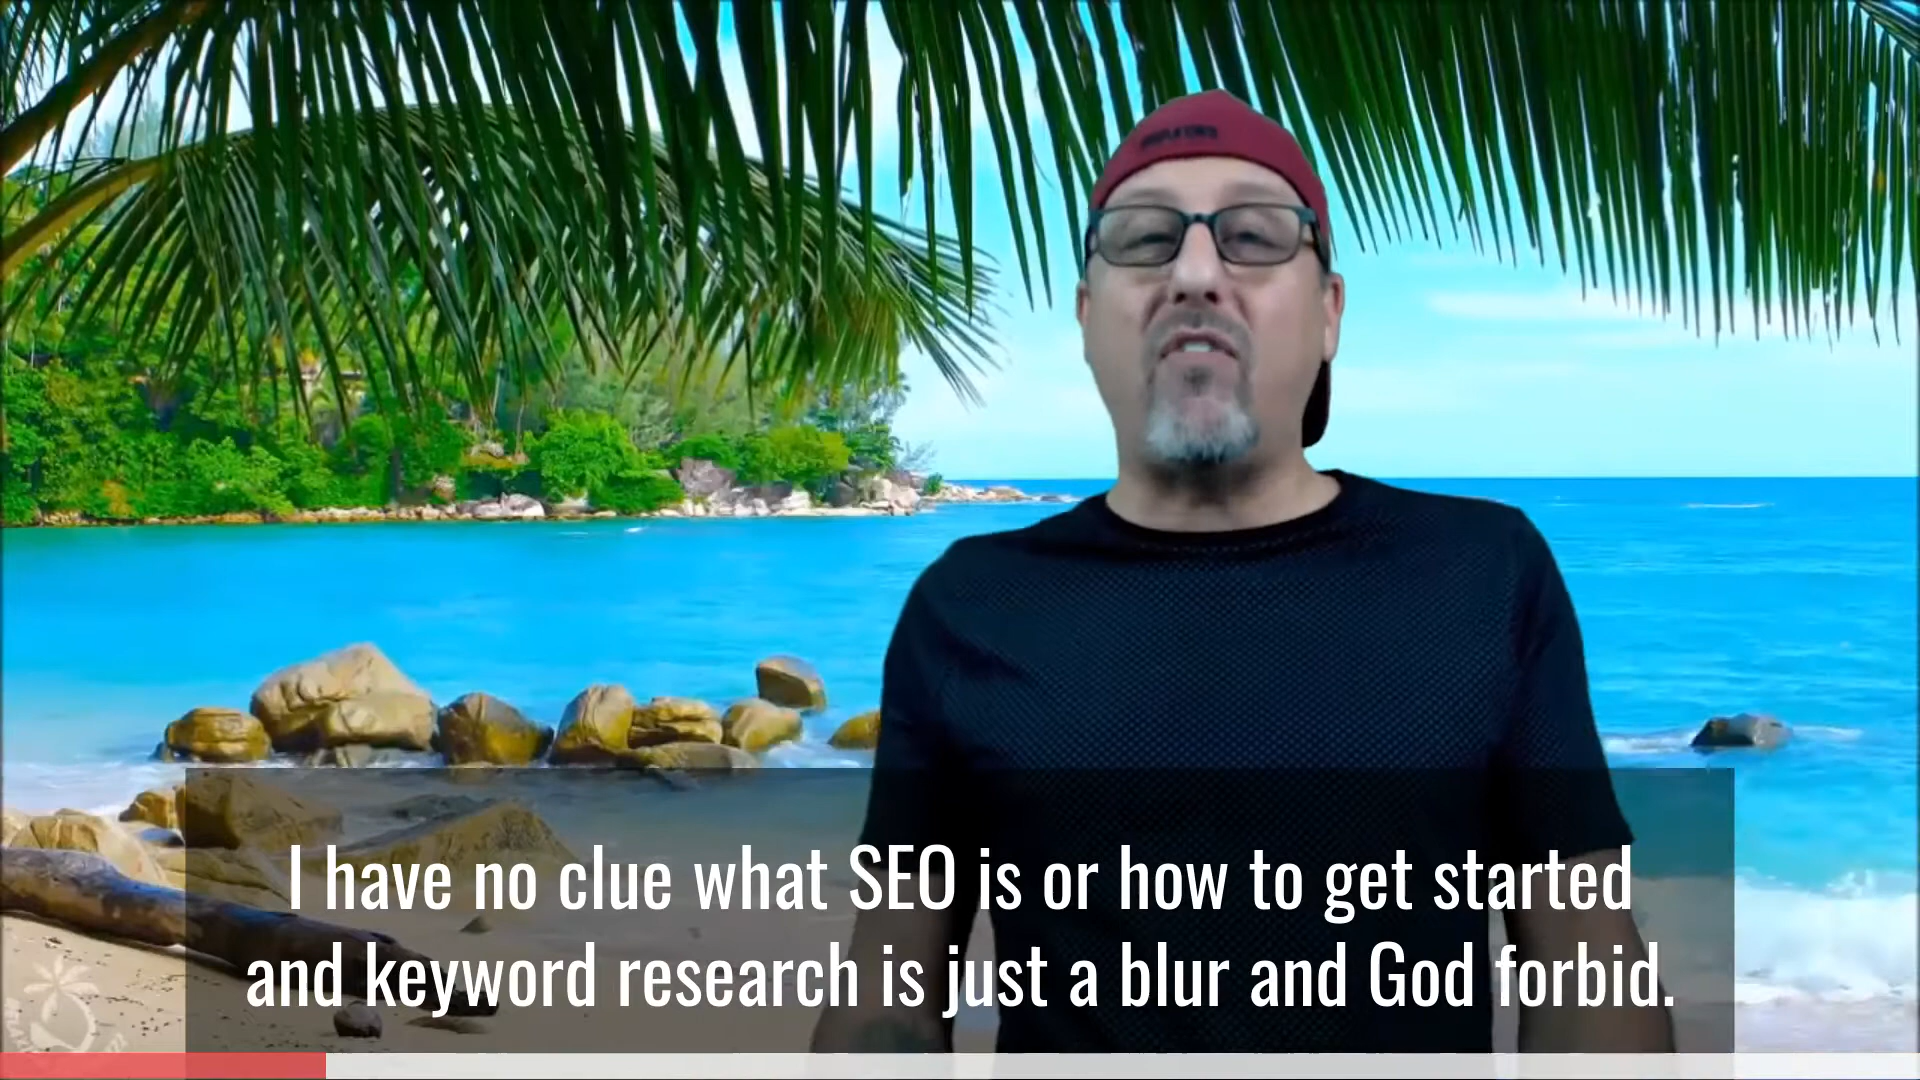 I have no clue what SEO is or how to get started
and keyword research is just a blur and God forbid.